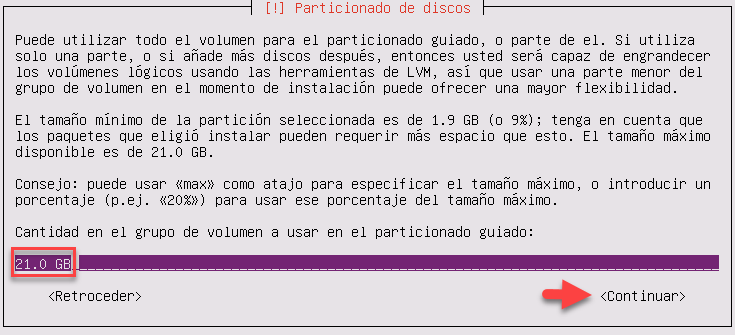 [!] Particionado de discos
Puede utilizar todo el volumen para el particionado guiado, o parte de el. Si utiliza
solo una parte, o si añade más discos después, entonces usted será capaz de engrandecer
los volúmenes lógicos usando las herramientas de LVM, así que usar una parte menor del
grupo de volumen en el momento de instalación puede ofrecer una mayor flexibilidad.
El tamaño mínimo de la partición seleccionada es de 1.9 GB (o 9%); tenga en cuenta que
los paquetes que eligió instalar pueden requerir más espacio que esto. El tamaño máximo
disponible es de 21.0 GB.
Consejo: puede usar «max» como atajo para especificar el tamaño máximo, o introducir un
porcentaje (p.ej. «20%») para usar ese porcentaje del tamaño máximo.
Cantidad en el grupo de volumen a usar en el particionado guiado:
21.0 GB
<Retroceder> <Continuar>